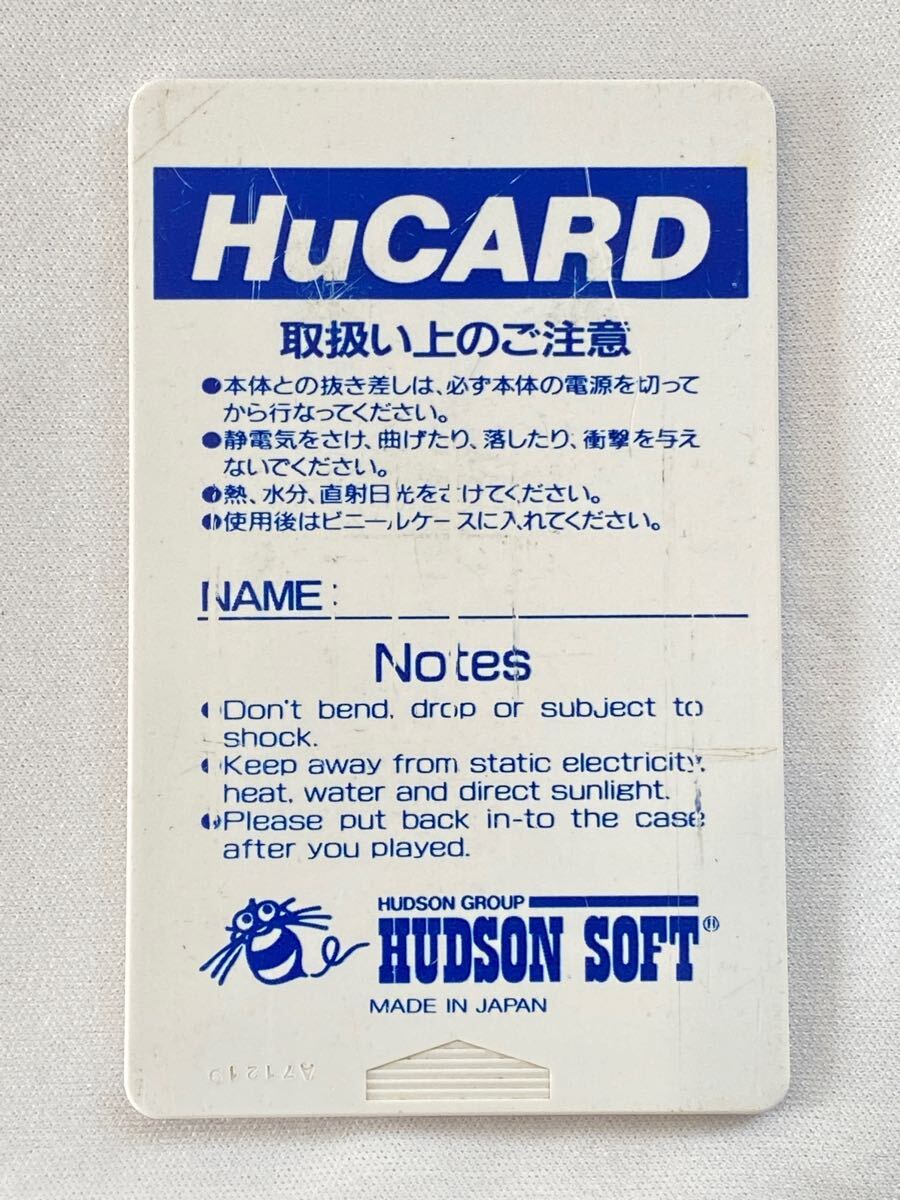 HuCARD
取扱い上のご注意
●本体との抜き差しは、必ず本体の電源を切って
から行なってください。
●静電気をさけ、曲げたり、落したり、衝撃を与え
ないでください。
●熱、水分、直射日光をさけてください。
●使用後はビニールケースに入れてください。
NAME:
Notes
●Don't bend, drop or subject to
shock.
●Keep away from static electricity,
heat, water and direct sunlight.
●Please put back in-to the case
after you played.
HUDSON GROUP
HUDSON SOFT®
MADE IN JAPAN
A71219